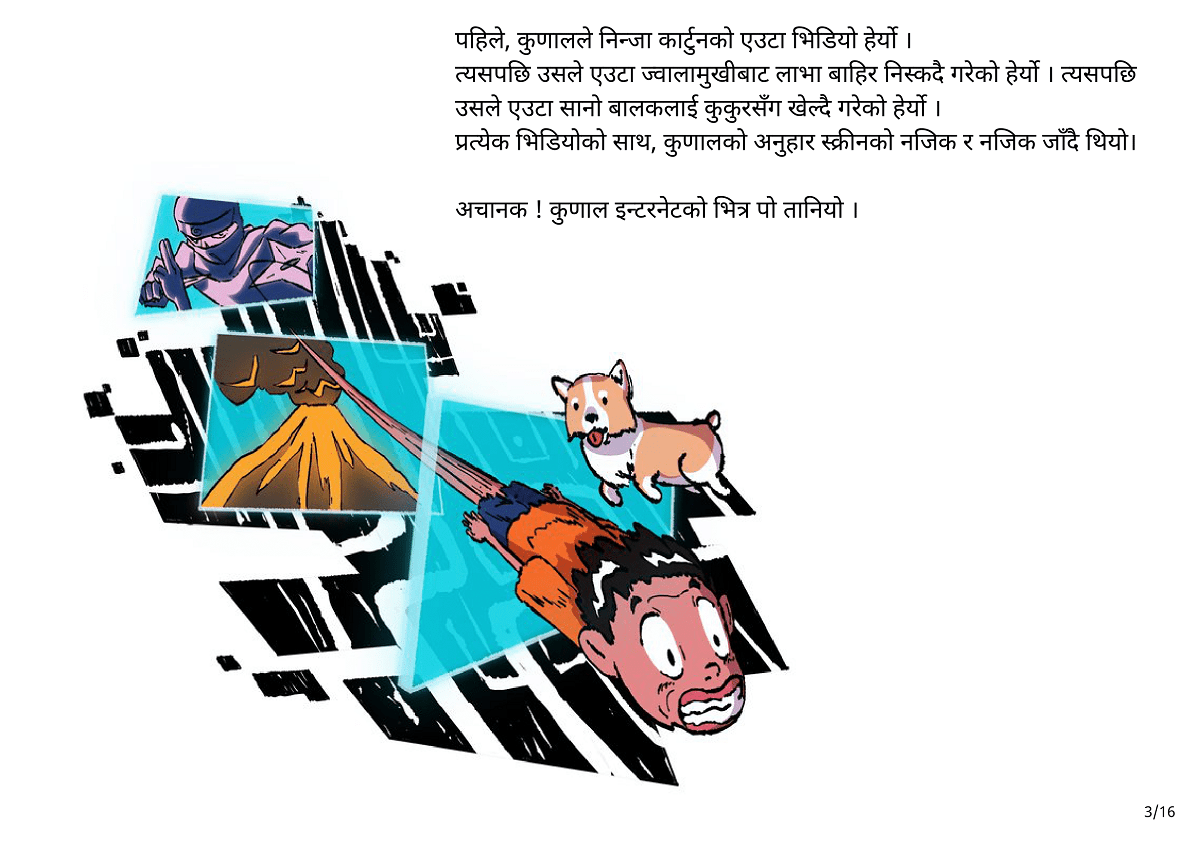 पहिले, कुणालले निन्जा कार्टुनको एउटा भिडियो हेर्यो ।
त्यसपछि उसले एउटा ज्वालामुखीबाट लाभा बाहिर निस्कदै गरेको हेर्यो । त्यसपछि
उसले एउटा सानो बालकलाई कुकुरसँग खेल्दै गरेको हेर्यो ।
प्रत्येक भिडियोको साथ, कुणालको अनुहार स्क्रीनको नजिक र नजिक जाँदै थियो।
अचानक ! कुणाल इन्टरनेटको भित्र पो तानियो ।
3/16